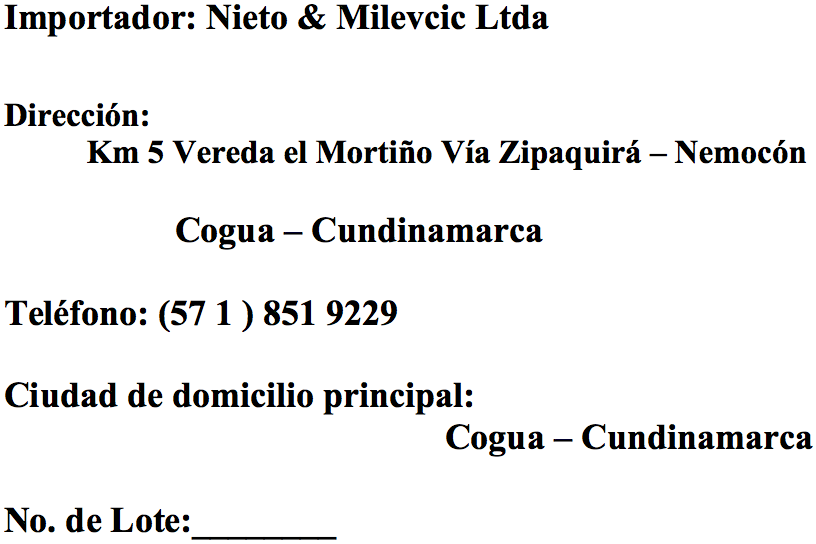 Importador: Nieto & Milevcic Ltda
Dirección:
Km 5 Vereda el Mortiño Vía Zipaquirá – Nemocón
Cogua – Cundinamarca
Teléfono: (57 1 ) 851 9229
Ciudad de domicilio principal:
Cogua – Cundinamarca
No. de Lote:________